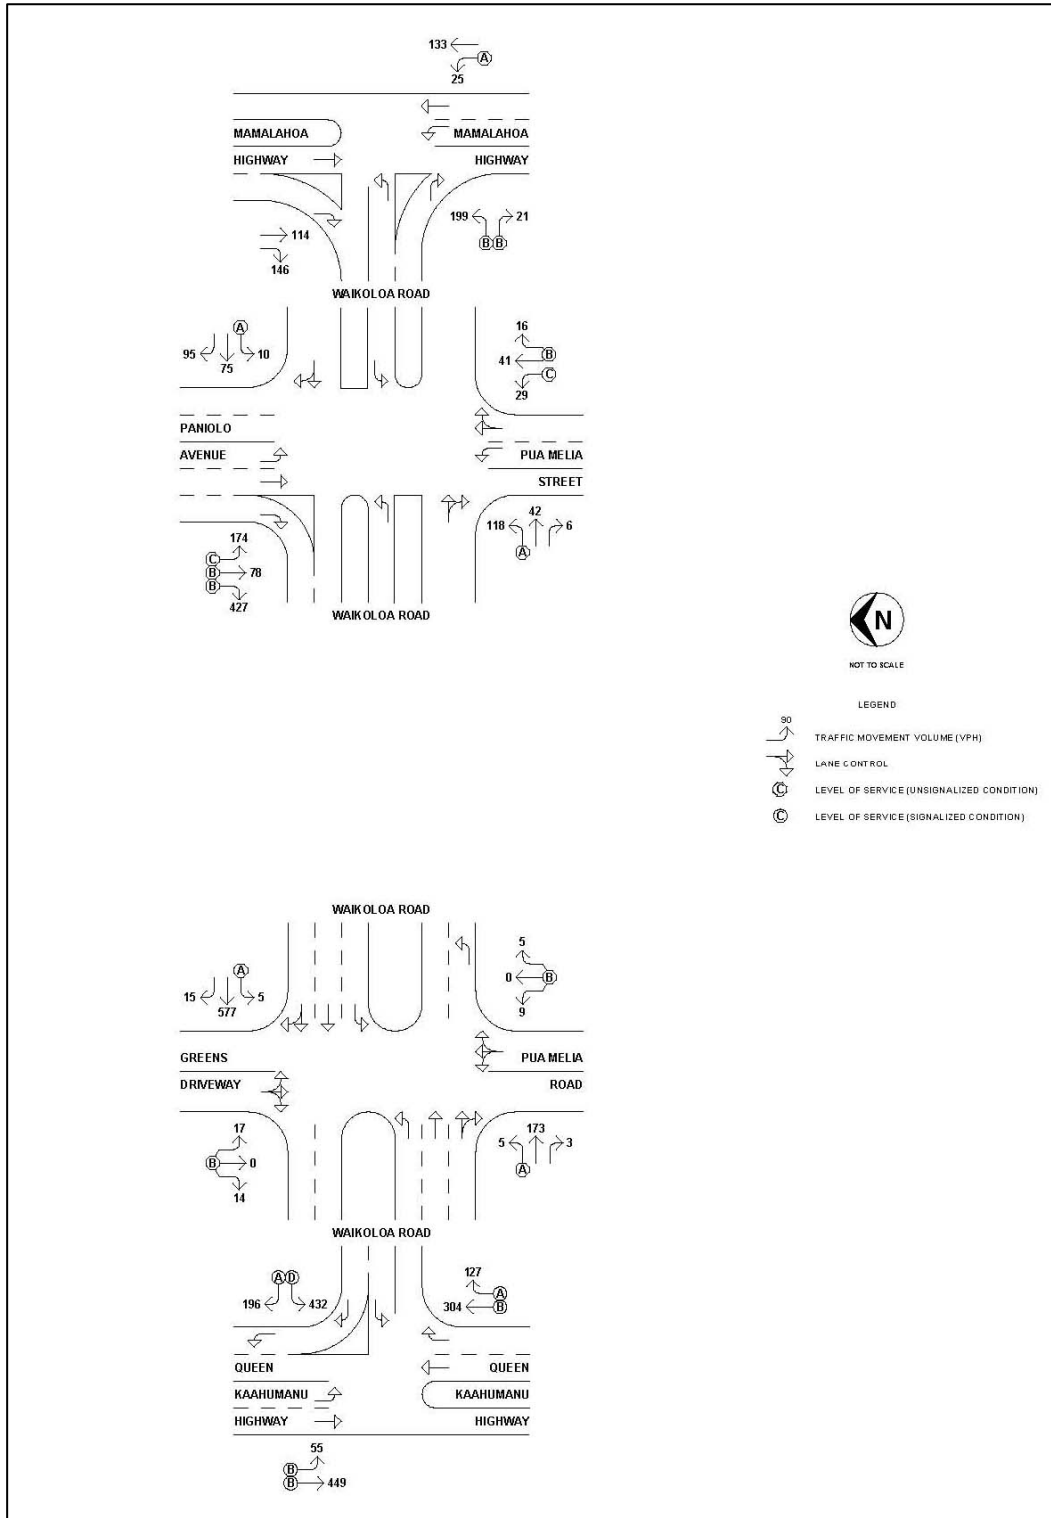 133
A
25
MAMALAHOA MAMALAHOA
HIGHWAY HIGHWAY
199 21
B B
114
146
WAIKOLOA ROAD
A
95 10
75
16
41 B
C
29
PANIOLO
AVENUE PUA MELIA
STREET
42
118 6
A
174
C
B 78
B
427
WAIKOLOA ROAD
N
NOT TO SCALE
LEGEND
90
TRAFFIC MOVEMENT VOLUME (VPH)
LANE CONTROL
C LEVEL OF SERVICE (UNSIGNALIZED CONDITION)
C LEVEL OF SERVICE (SIGNALIZED CONDITION)
WAIKOLOA ROAD
A
15 5
577
5
0 B
9
GREENS PUA MELIA
DRIVEWAY ROAD
17
B 0
14
173
5 3
A
WAIKOLOA ROAD
A D
196 432
127
A
304 B
QUEEN QUEEN
KAAHUMANU KAAHUMANU
HIGHWAY HIGHWAY
55
B
B 449